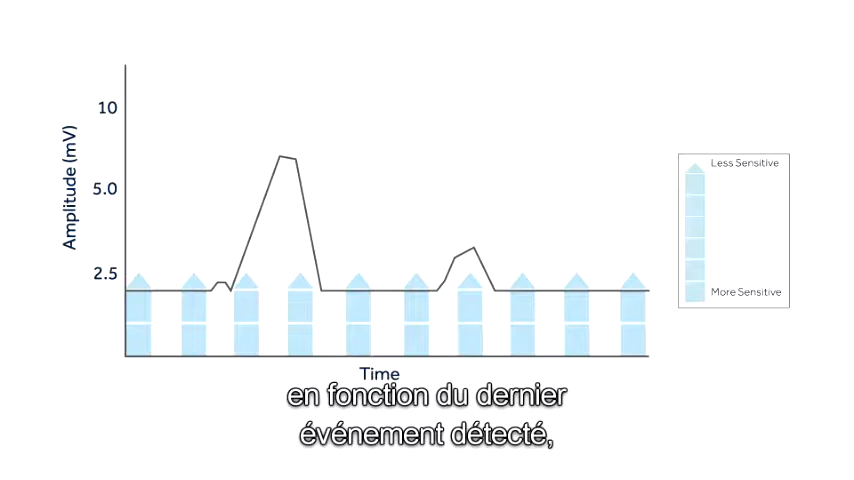 Amplitude (mV)
10
5.0
2.5
Less Sensitive
More Sensitive
Time
en fonction du dernier
événement détecté,